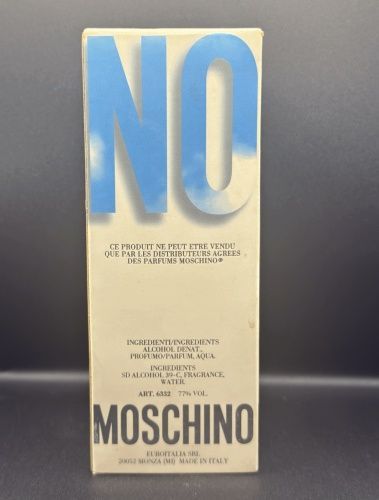 NO
CE PRODUIT NE PEUT ETRE VENDU
QUE PAR LES DISTRIBUTEURS AGREES
DES PARFUMS MOSCHINO®
INGREDIENTI/INGREDIENTS
ALCOHOL DENAT.,
PROFUMO/PARFUM, AQUA.
INGREDIENTS
SD ALCOHOL 39-C, FRAGRANCE,
WATER.
ART. 6332 77% VOL.
MOSCHINO
EUROITALIA SRL
20052 MONZA (MI) MADE IN ITALY